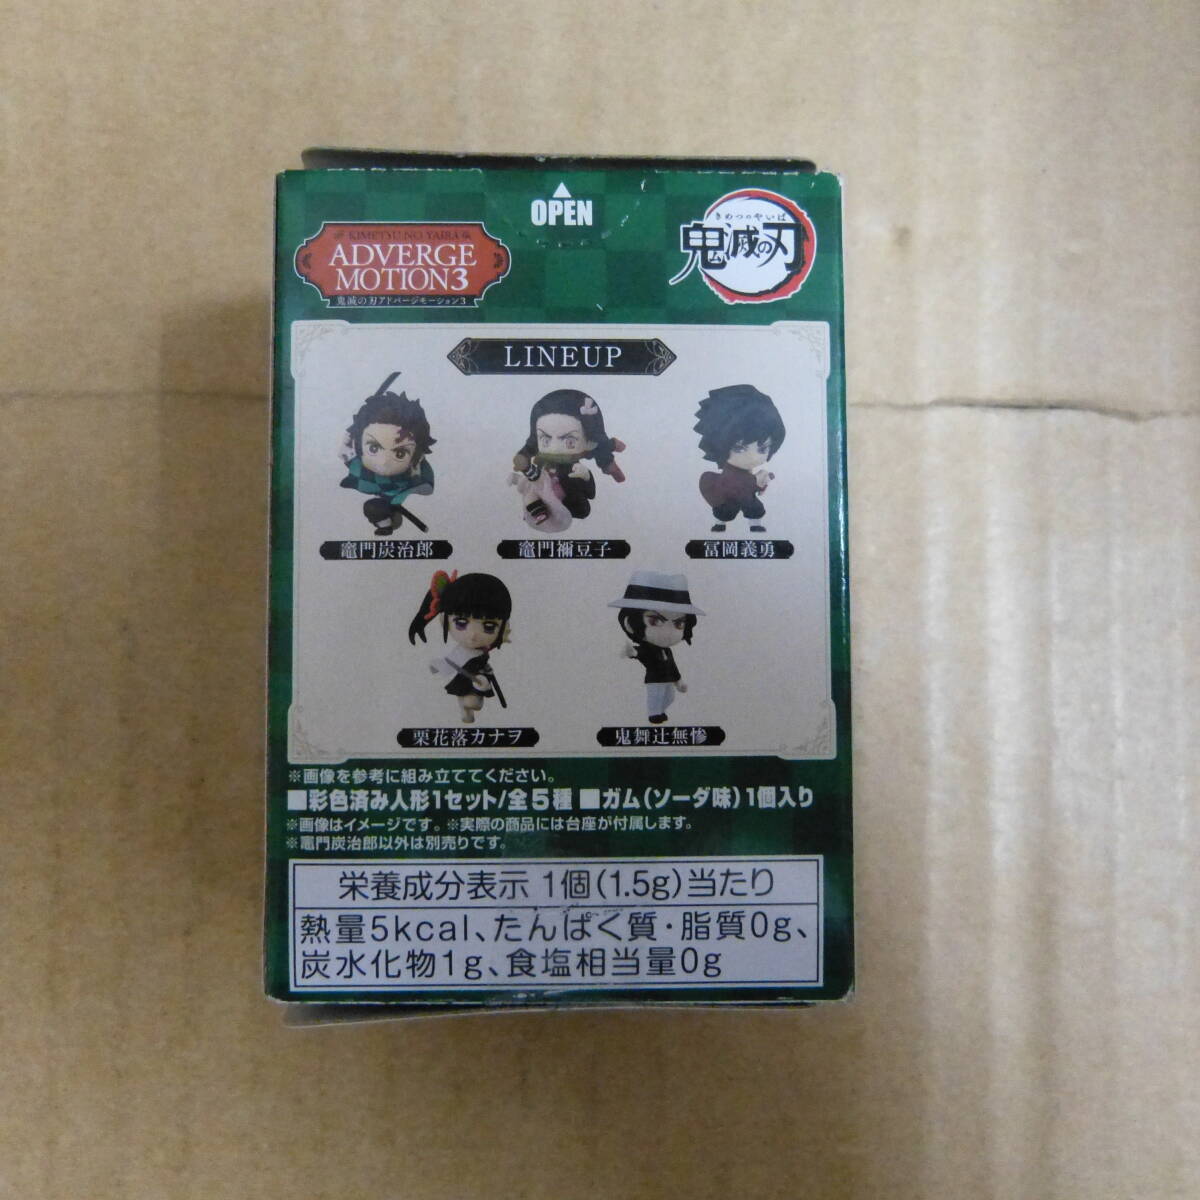 OPEN
KIMETSU NO YAIBA
ADVERGE
MOTION3
鬼滅の刃アドバージモーション3
きめつのやいば
鬼滅の刃
LINEUP
竈門炭治郎
竈門禰豆子
冨岡義勇
栗花落カナヲ
鬼舞辻無惨
※画像を参考に組み立ててください。
■彩色済み人形1セット/全5種 ■ガム(ソーダ味)1個入り
※画像はイメージです。※実際の商品には台座が付属します。
※竈門炭治郎以外は別売りです。
栄養成分表示 1個(1.5g)当たり
熱量5kcal、たんぱく質・脂質0g、
炭水化物1g、食塩相当量0g